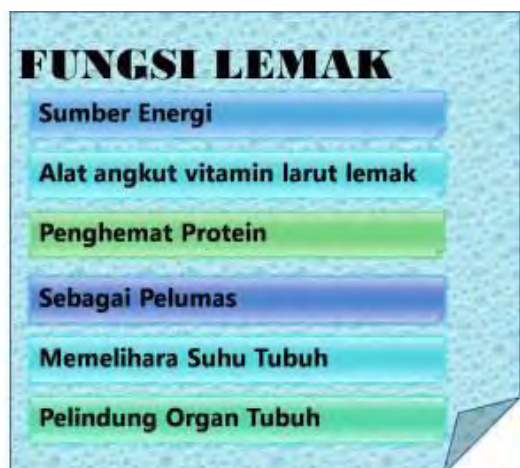 FUNGSI LEMAK
Sumber Energi
Alat angkut vitamin larut lemak
Penghemat Protein
Sebagai Pelumas
Memelihara Suhu Tubuh
Pelindung Organ Tubuh